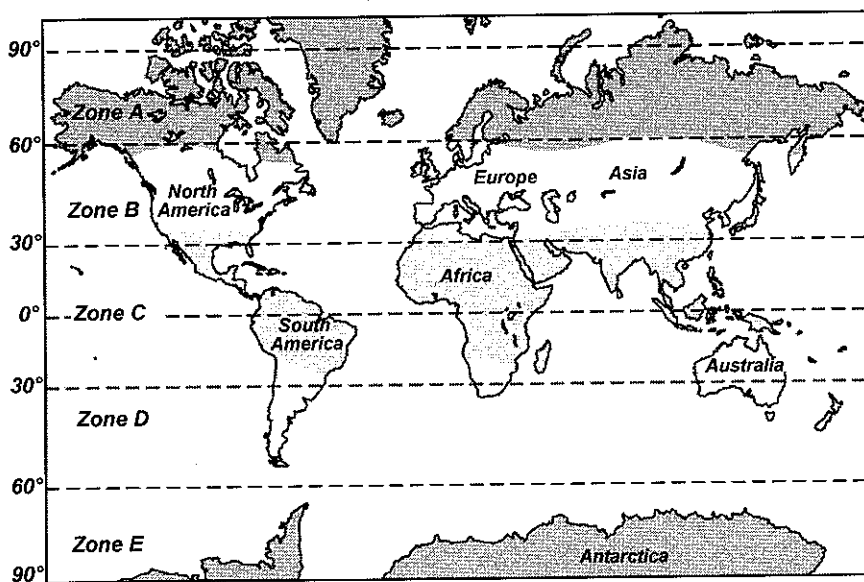 90°
Zone A
60°
Europe
Asia
North
America
Zone B
30°
Africa
Zone C
0°
South
America
Australia
30°
Zone D
60°
Zone E
Antarctica
90°